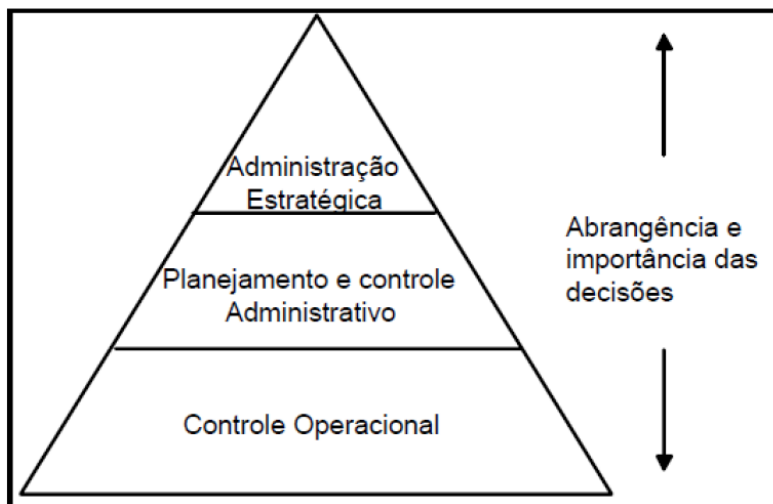 Administração
Estratégica
Planejamento e controle
Administrativo
Controle Operacional
Abrangência e
importância das
decisões